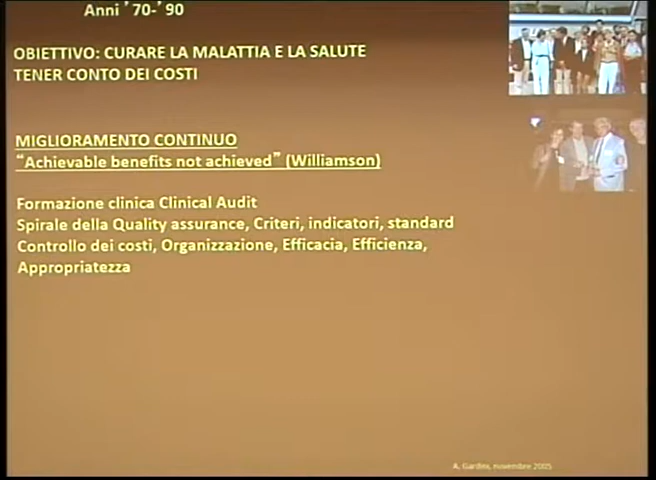 Anni '70-'90
OBIETTIVO: CURARE LA MALATTIA E LA SALUTE
TENER CONTO DEI COSTI
MIGLIORAMENTO CONTINUO
“Achievable benefits not achieved” (Williamson)
Formazione clinica Clinical Audit
Spirale della Quality assurance, Criteri, indicatori, standard
Controllo dei costi, Organizzazione, Efficacia, Efficienza,
Appropriatezza
A. Gardini, novembre 2005